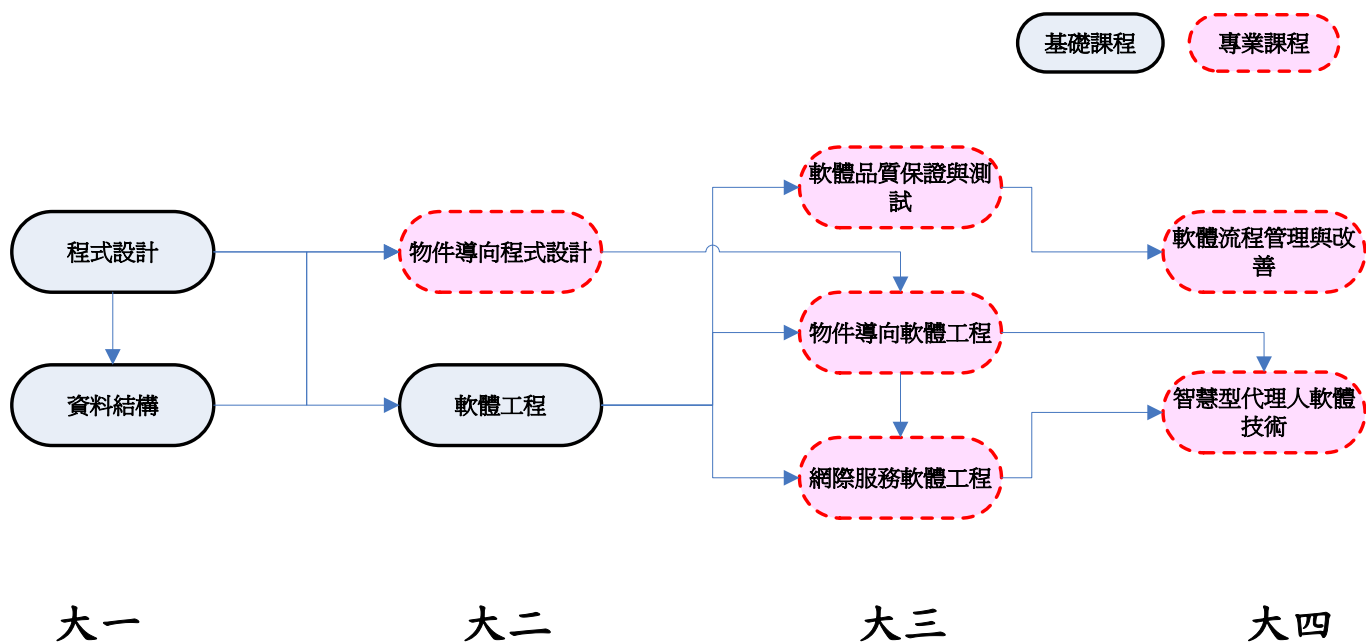 基礎課程
專業課程
軟體品質保證與測
試
程式設計
物件導向程式設計
軟體流程管理與改
善
物件導向軟體工程
資料結構
軟體工程
智慧型代理人軟體
技術
網際服務軟體工程
大一
大二
大三
大四